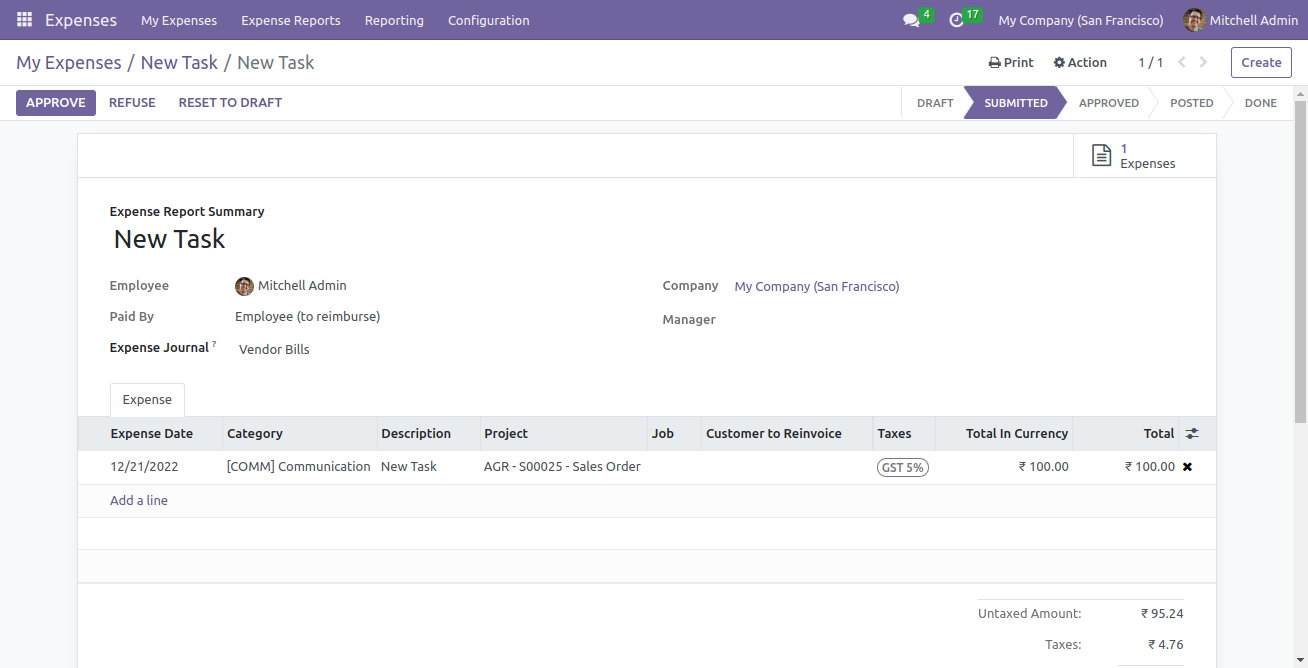 Expenses My Expenses Expense Reports Reporting Configuration 4 17 My Company (San Francisco) Mitchell Admin
My Expenses / New Task / New Task Print Action 1 / 1 Create
APPROVE REFUSE RESET TO DRAFT DRAFT SUBMITTED APPROVED POSTED DONE
1
Expenses
Expense Report Summary
New Task
Employee Mitchell Admin Company My Company (San Francisco)
Paid By Employee (to reimburse) Manager
Expense Journal ? Vendor Bills
Expense
Expense Date Category Description Project Job Customer to Reinvoice Taxes Total In Currency Total
12/21/2022 [COMM] Communication New Task AGR - S00025 - Sales Order GST 5% ₹ 100.00 ₹ 100.00
Add a line
Untaxed Amount: ₹ 95.24
Taxes: ₹ 4.76